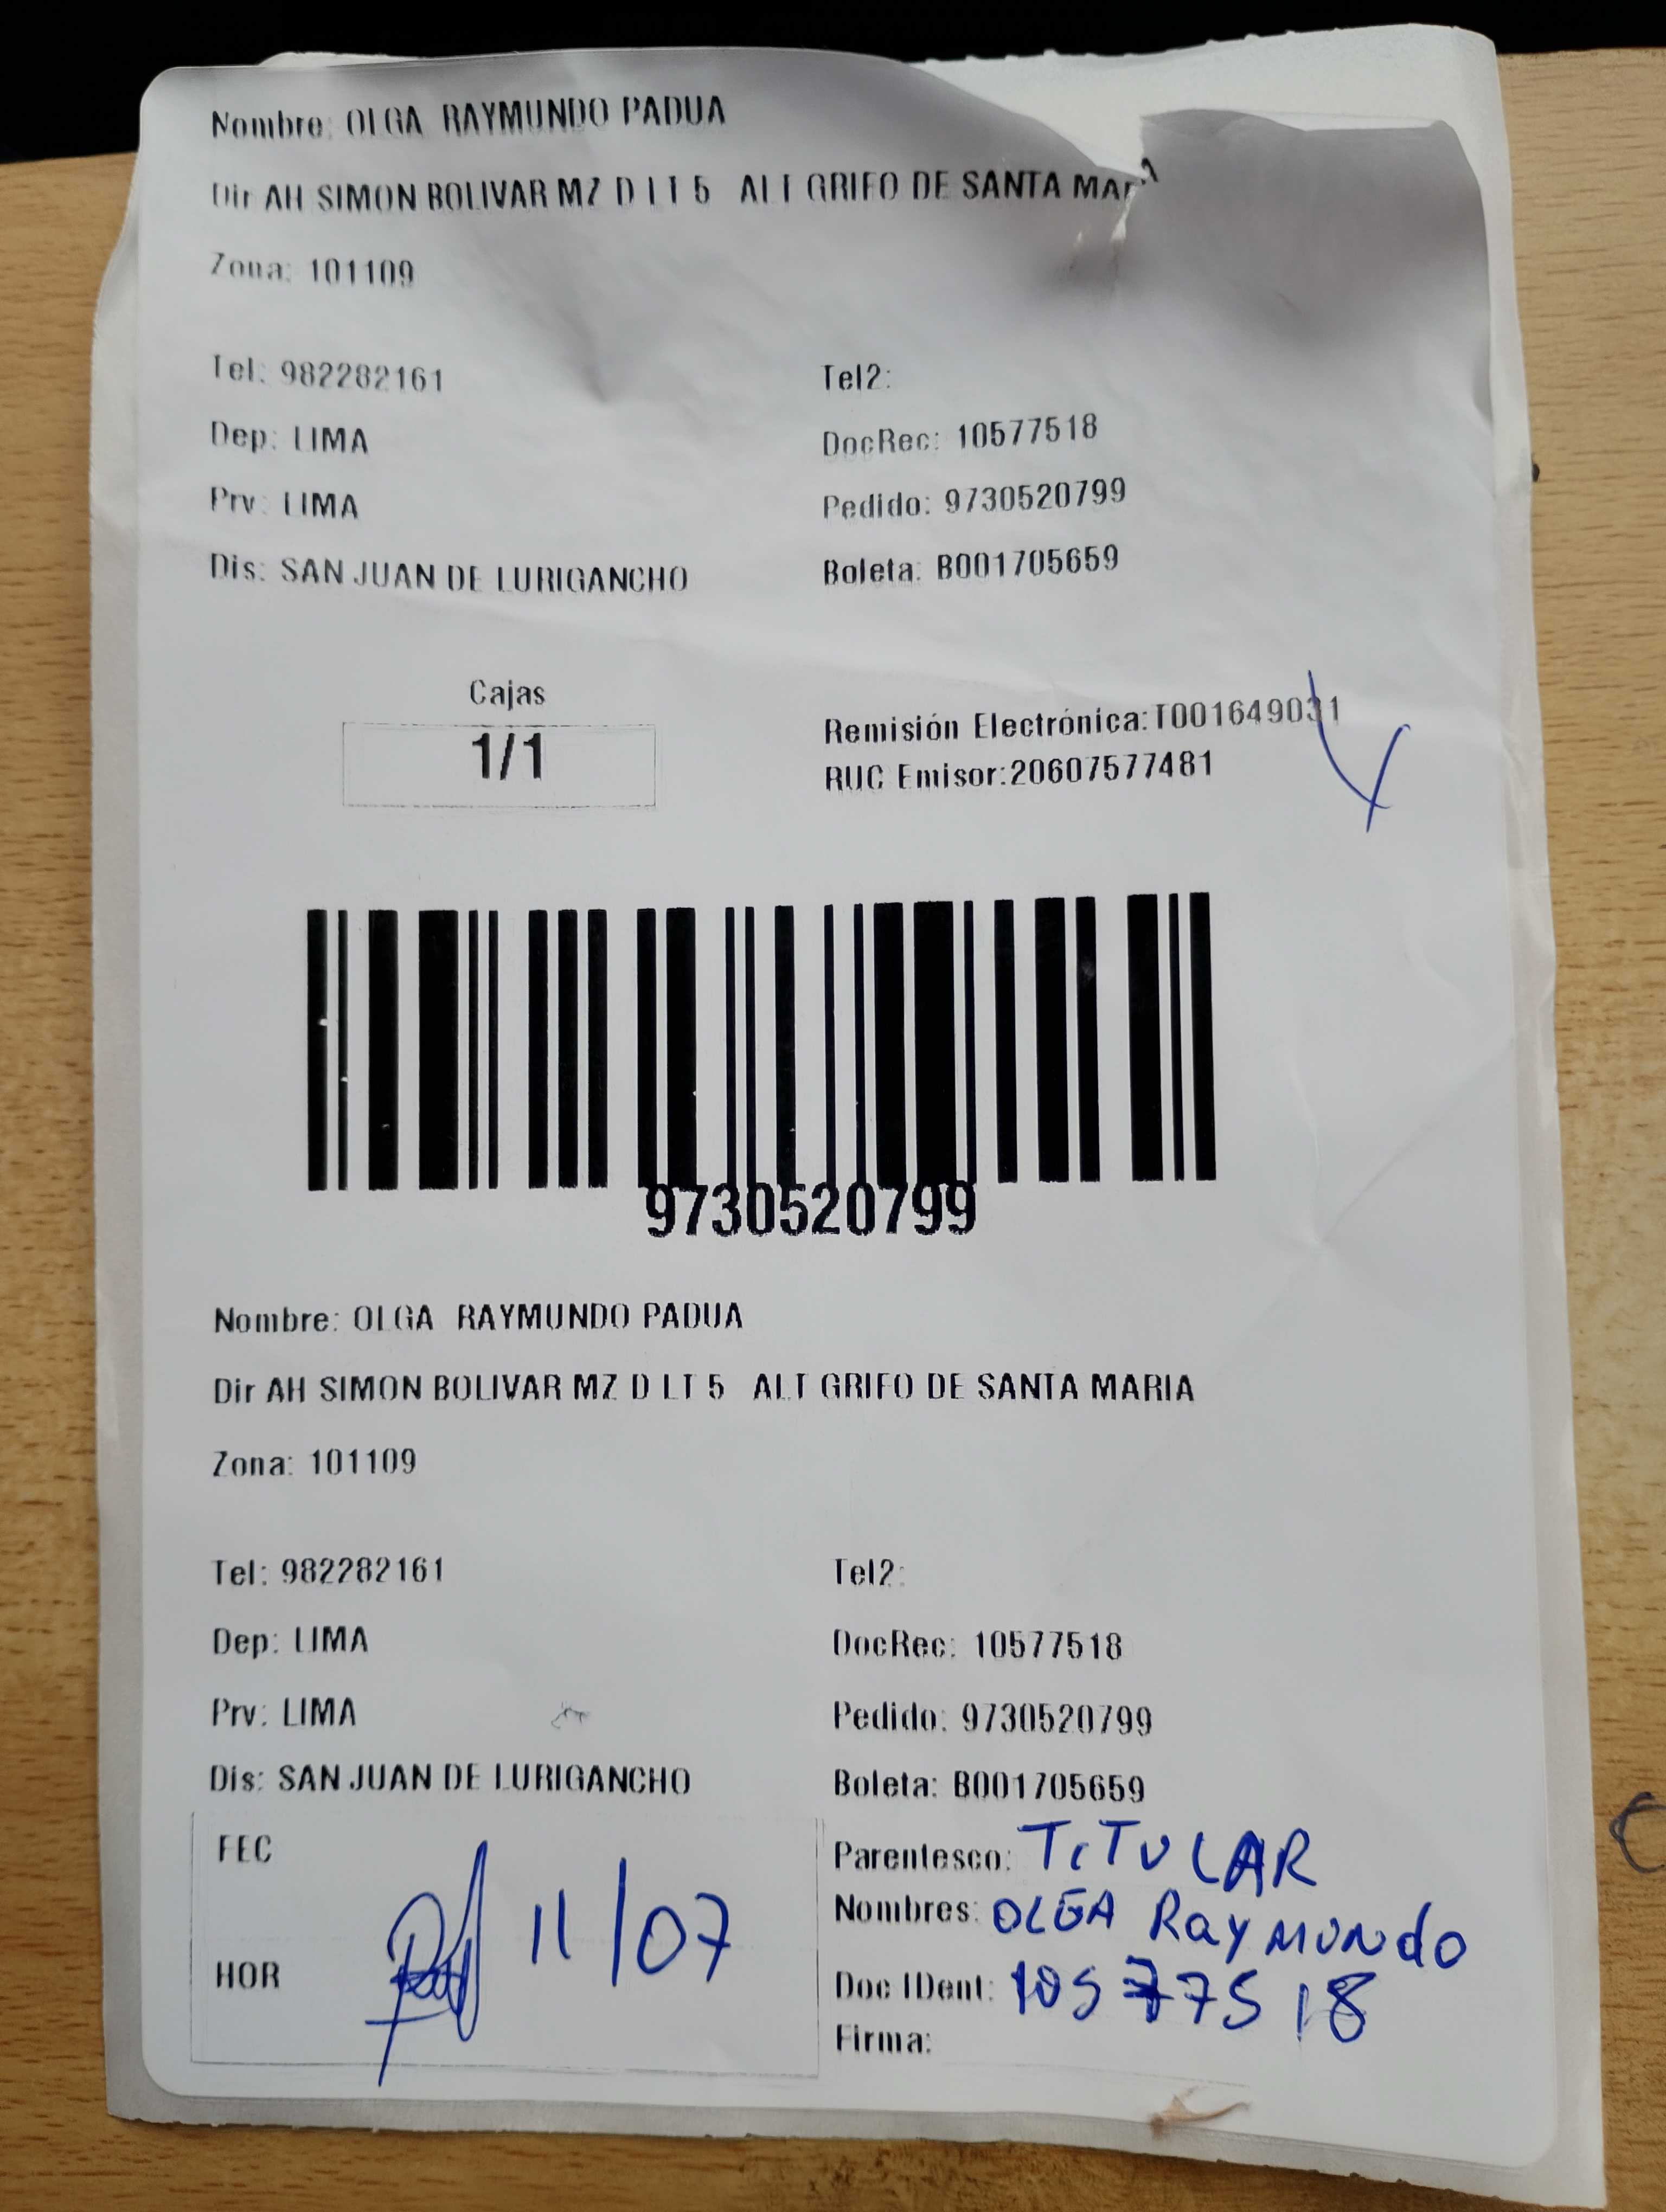 Nombre: OLGA RAYMUNDO PADUA
Dir AH SIMON BOLIVAR MZ D LT 5 ALT GRIFO DE SANTA MARIA
Zona: 101109
Tel: 982282161 Tel2:
Dep: LIMA DocRec: 10577518
Prv: LIMA Pedido: 9730520799
Dis: SAN JUAN DE LURIGANCHO Boleta: B001705659
Cajas
1/1
Remisión Electrónica:T001649031
RUC Emisor:20607577481
9730520799
Nombre: OLGA RAYMUNDO PADUA
Dir AH SIMON BOLIVAR MZ D LT 5 ALT GRIFO DE SANTA MARIA
Zona: 101109
Tel: 982282161 Tel2:
Dep: LIMA DocRec: 10577518
Prv: LIMA Pedido: 9730520799
Dis: SAN JUAN DE LURIGANCHO Boleta: B001705659
FEC 11/07
HOR
Parentesco: TITULAR
Nombres: OLGA RAYMUNDO
Doc IDent: 10577518
Firma: